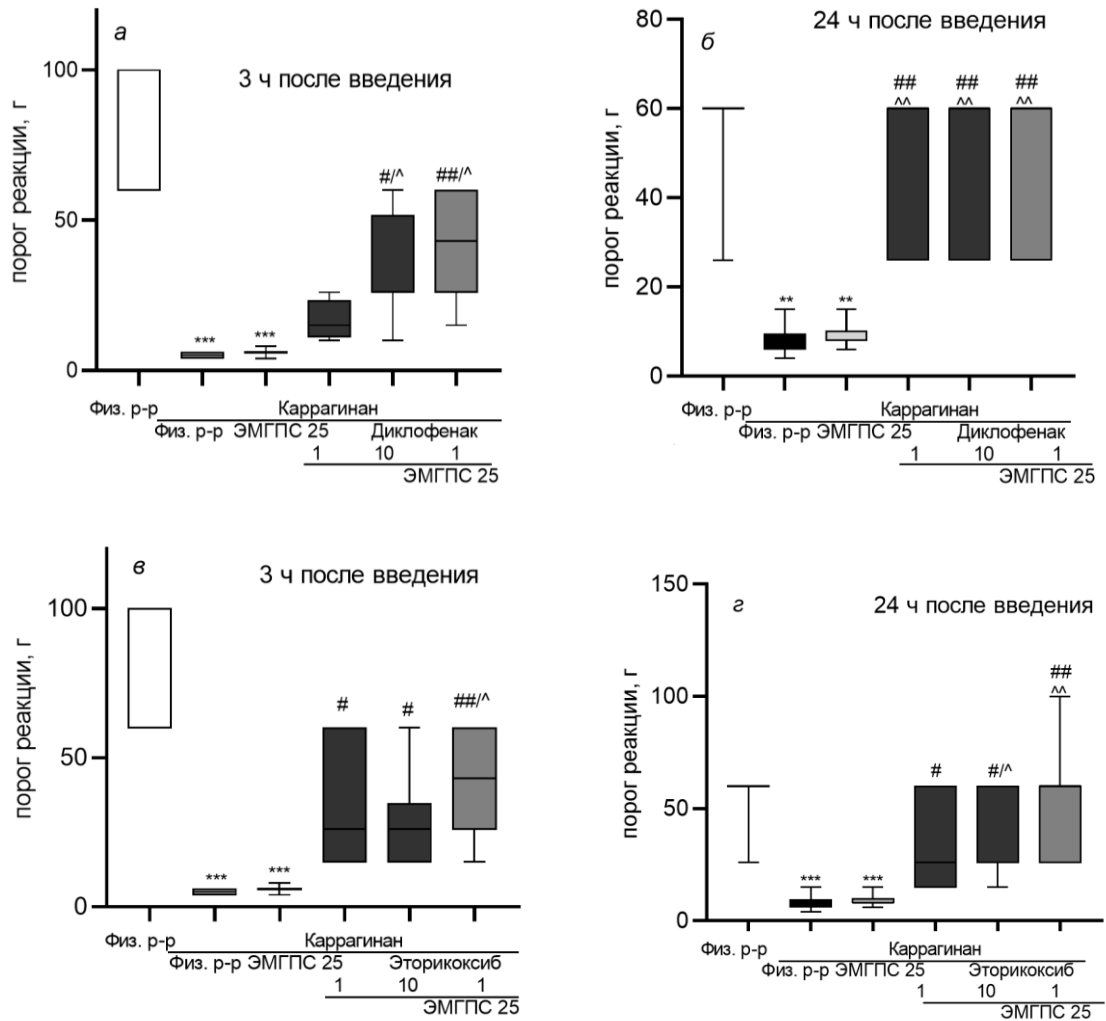 а
3 ч после введения
порог реакции, г
100
50
0
***
***
#/^
##/^
Физ. р-р
Каррагинан
Физ. р-р ЭМГПС 25 Диклофенак
1 10 1
ЭМГПС 25
б
24 ч после введения
порог реакции, г
80
60
40
20
0
**
**
## ## ##
^^ ^^ ^^
Физ. р-р
Каррагинан
Физ. р-р ЭМГПС 25 Диклофенак
1 10 1
ЭМГПС 25
в
3 ч после введения
порог реакции, г
100
50
0
***
***
#
#
##/^
Физ. р-р
Каррагинан
Физ. р-р ЭМГПС 25 Эторикоксиб
1 10 1
ЭМГПС 25
г
24 ч после введения
порог реакции, г
150
100
50
0
***
***
#
#/^
##
^^
Физ. р-р
Каррагинан
Физ. р-р ЭМГПС 25 Эторикоксиб
1 10 1
ЭМГПС 25